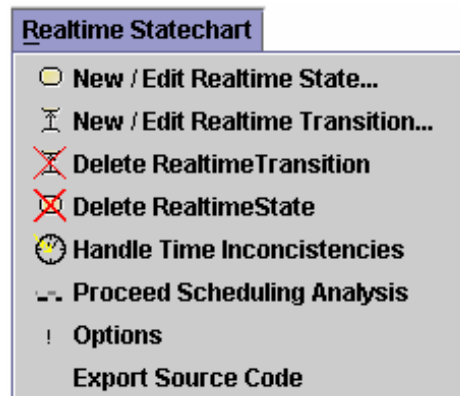 Realtime Statechart
New / Edit Realtime State...
New / Edit Realtime Transition...
Delete RealtimeTransition
Delete RealtimeState
Handle Time Inconcistencies
Proceed Scheduling Analysis
! Options
Export Source Code